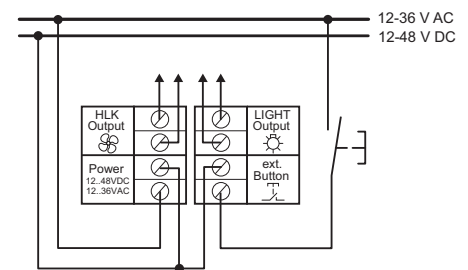 12-36 V AC
12-48 V DC
HLK
Output
LIGHT
Output
Power
12..48VDC
12..36VAC
ext.
Button